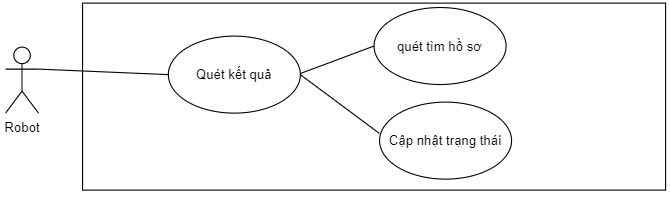 quét tìm hồ sơ
Quét kết quả
Robot
Cập nhật trạng thái